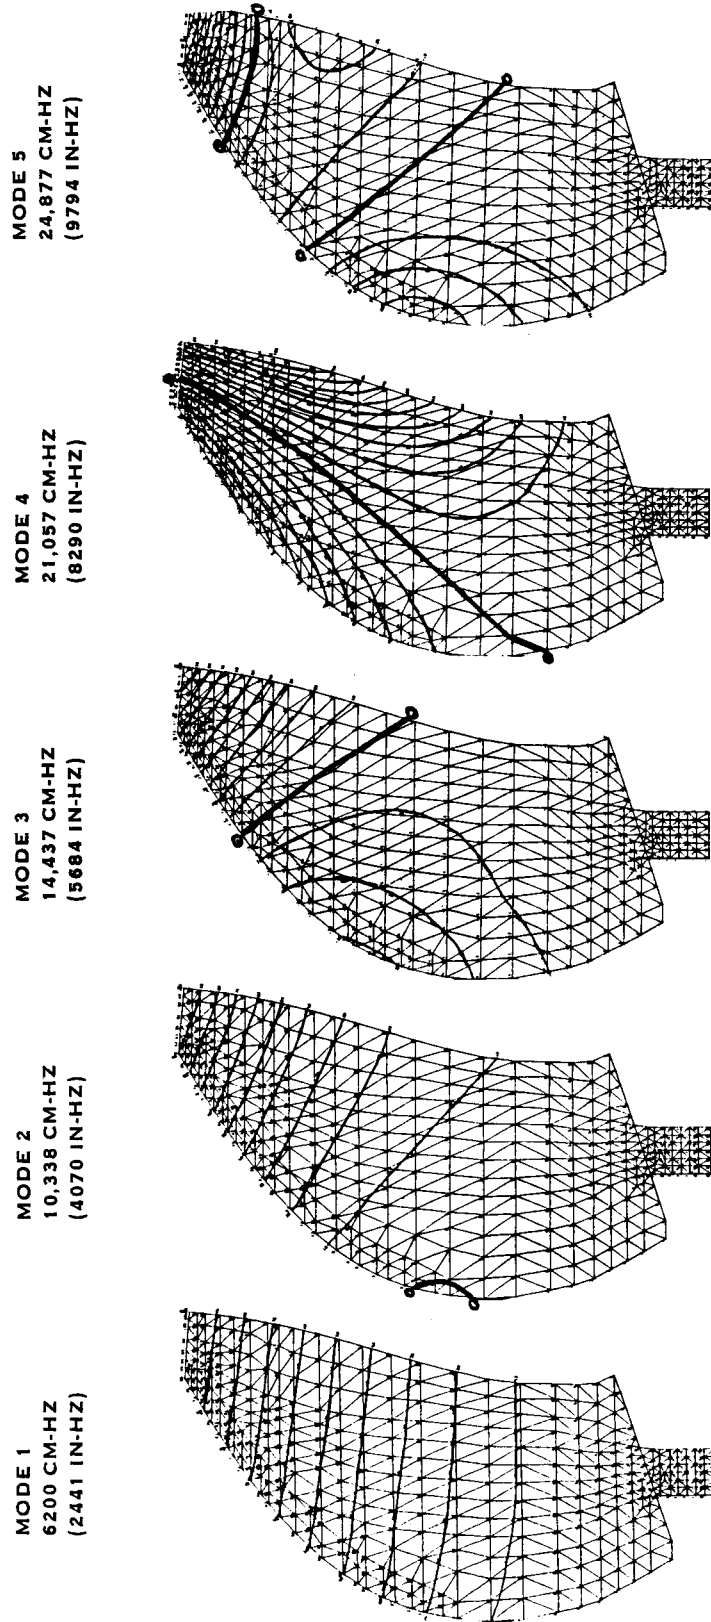 MODE 1
6200 CM-HZ
(2441 IN-HZ)
MODE 2
10,338 CM-HZ
(4070 IN-HZ)
MODE 3
14,437 CM-HZ
(5684 IN-HZ)
MODE 4
21,057 CM-HZ
(8290 IN-HZ)
MODE 5
24,877 CM-HZ
(9794 IN-HZ)